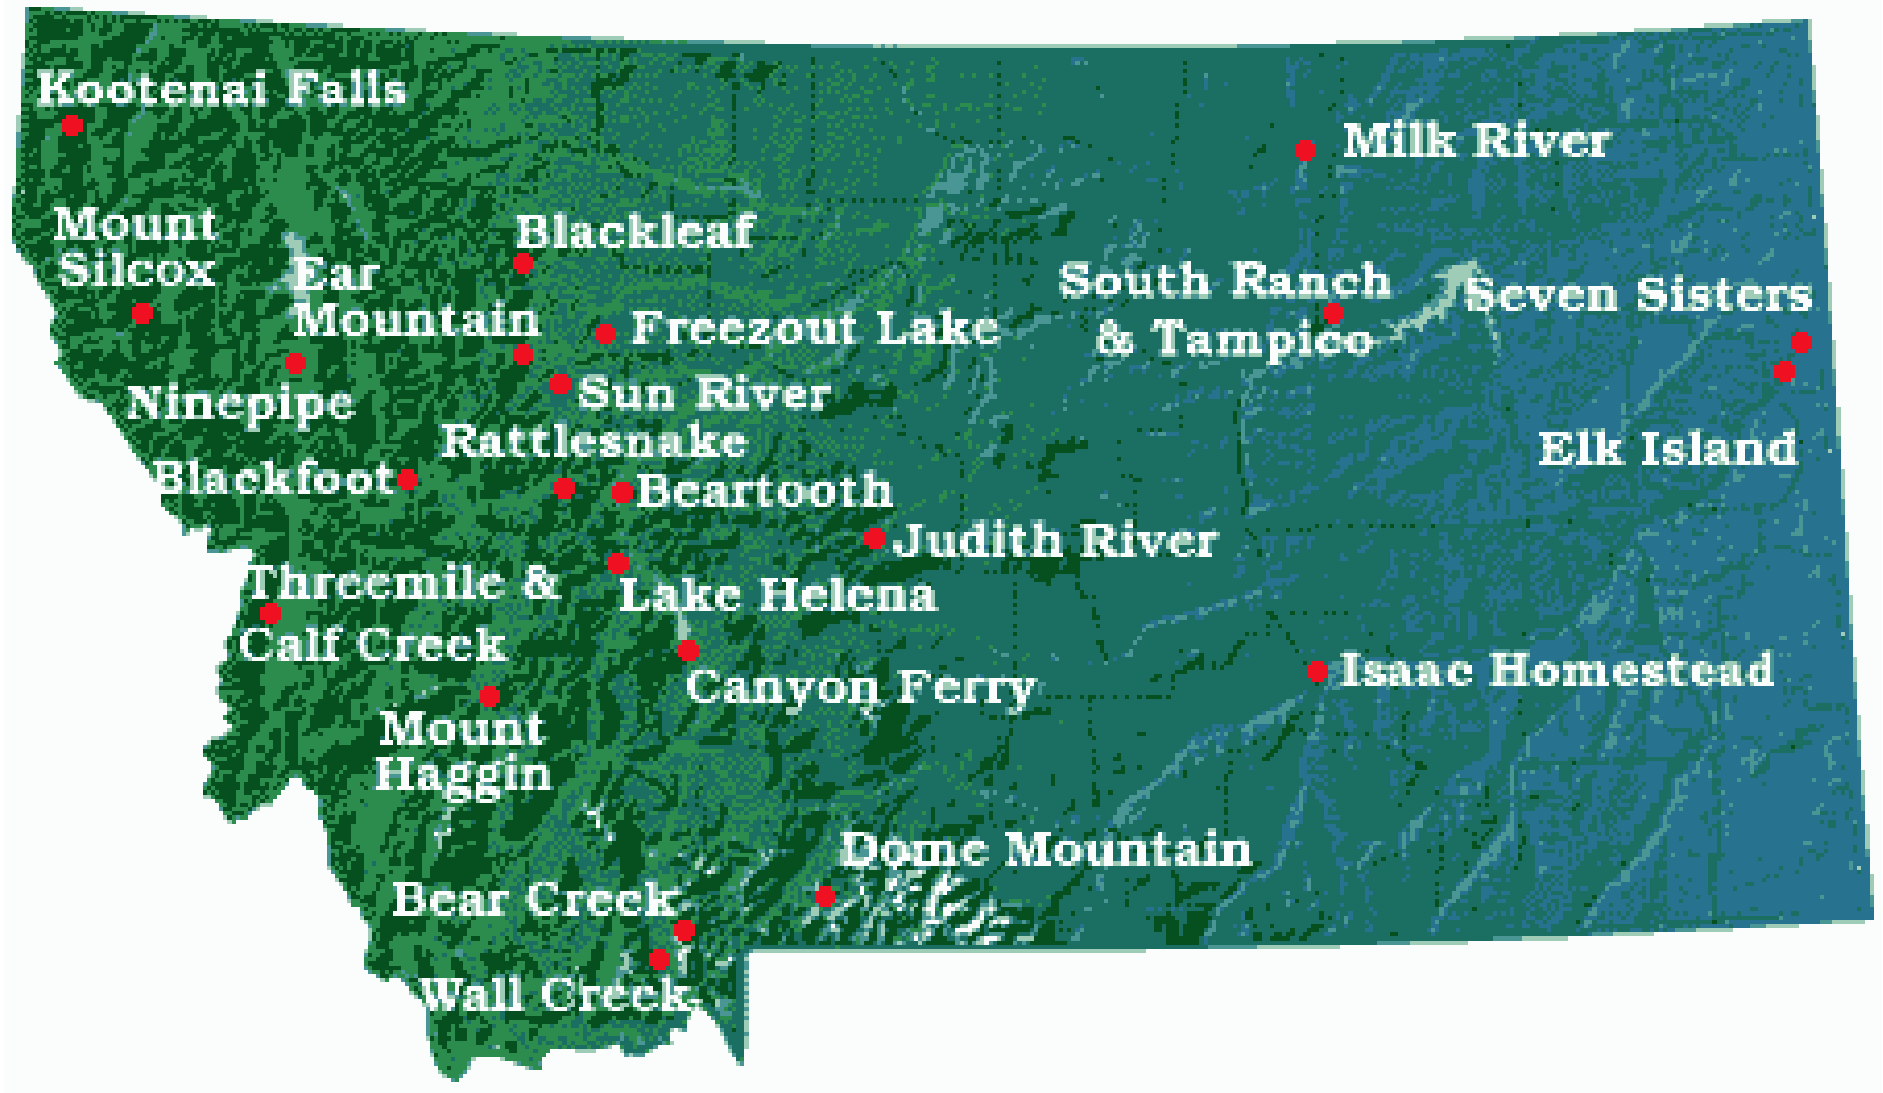 Kootenai Falls
Milk River
Mount
Silcox
Blackleaf
Ear
Mountain
South Ranch
& Tampico
Seven Sisters
Freezout Lake
Ninepipe
Sun River
Rattlesnake
Elk Island
Blackfoot
Beartooth
Judith River
Threemile &
Calf Creek
Lake Helena
Canyon Ferry
Isaac Homestead
Mount
Haggin
Dome Mountain
Bear Creek
Wall Creek